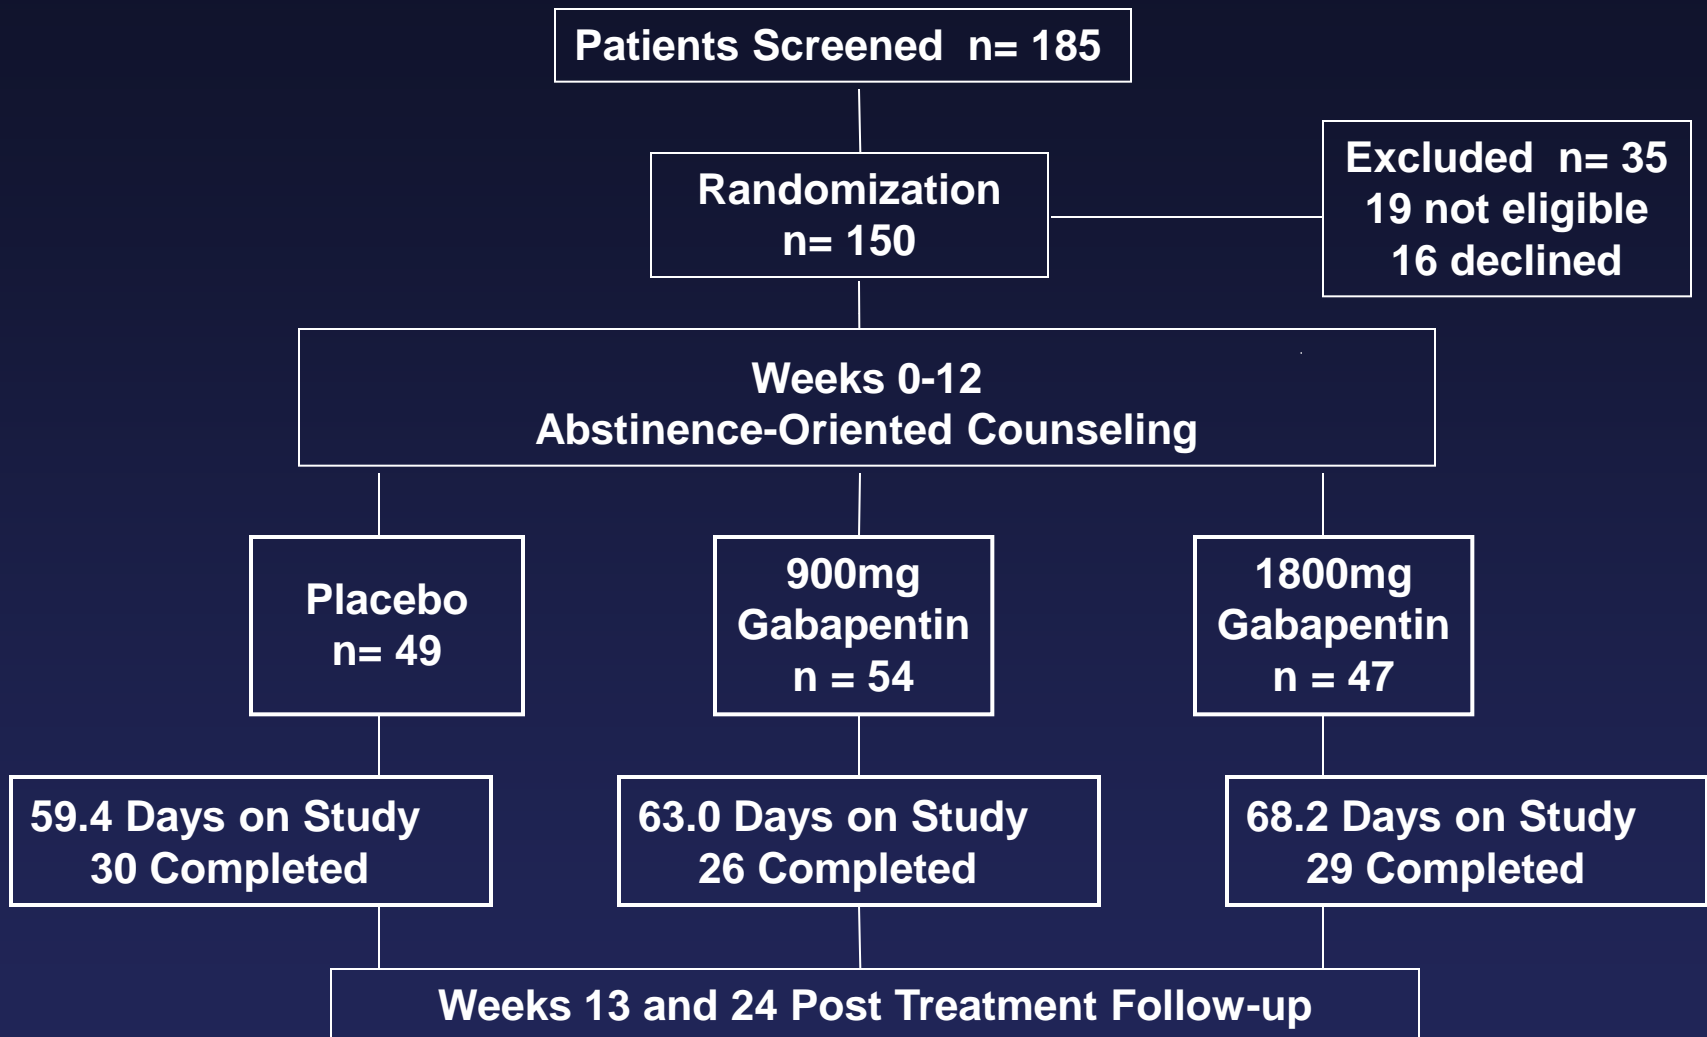 Patients Screened n= 185
Randomization
n= 150
Excluded n= 35
19 not eligible
16 declined
Weeks 0-12
Abstinence-Oriented Counseling
Placebo
n= 49
900mg
Gabapentin
n = 54
1800mg
Gabapentin
n = 47
59.4 Days on Study
30 Completed
63.0 Days on Study
26 Completed
68.2 Days on Study
29 Completed
Weeks 13 and 24 Post Treatment Follow-up